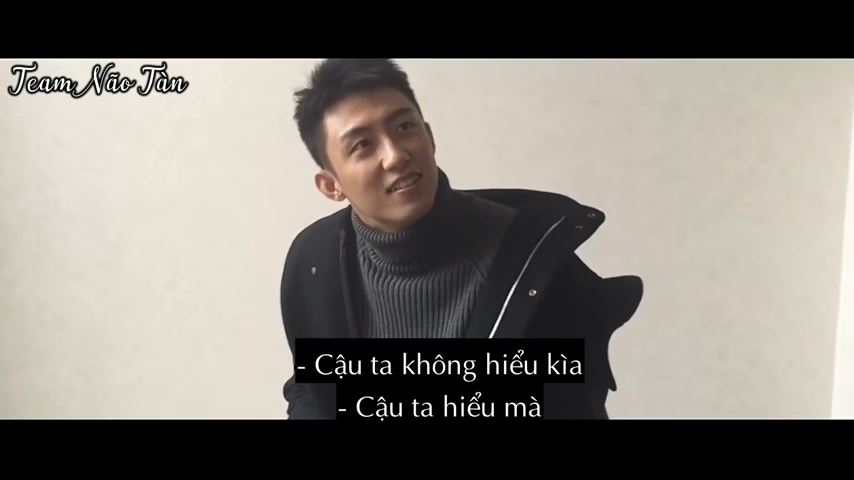 Team Não Tàn
- Cậu ta không hiểu kìa
- Cậu ta hiểu mà